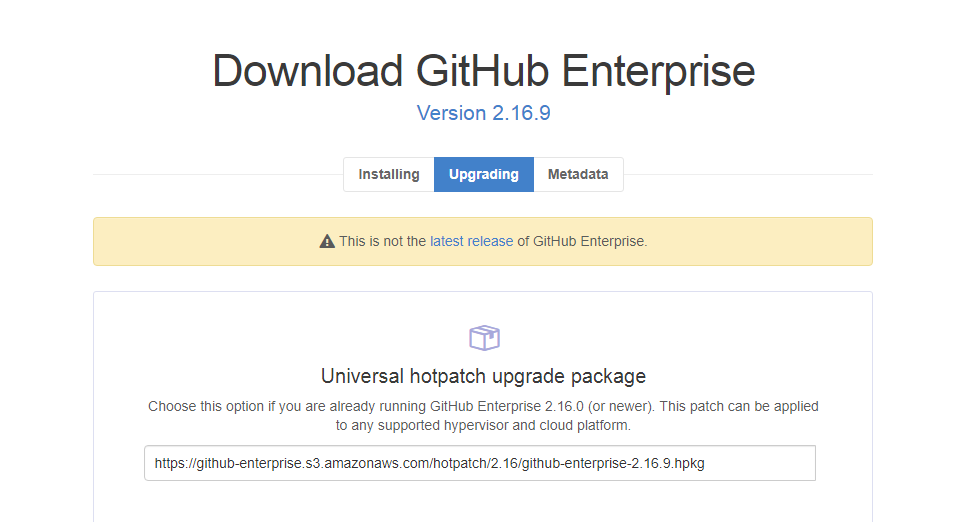 Download GitHub Enterprise
Version 2.16.9
Installing Upgrading Metadata
This is not the latest release of GitHub Enterprise.
Universal hotpatch upgrade package
Choose this option if you are already running GitHub Enterprise 2.16.0 (or newer). This patch can be applied
to any supported hypervisor and cloud platform.
https://github-enterprise.s3.amazonaws.com/hotpatch/2.16/github-enterprise-2.16.9.hpkg